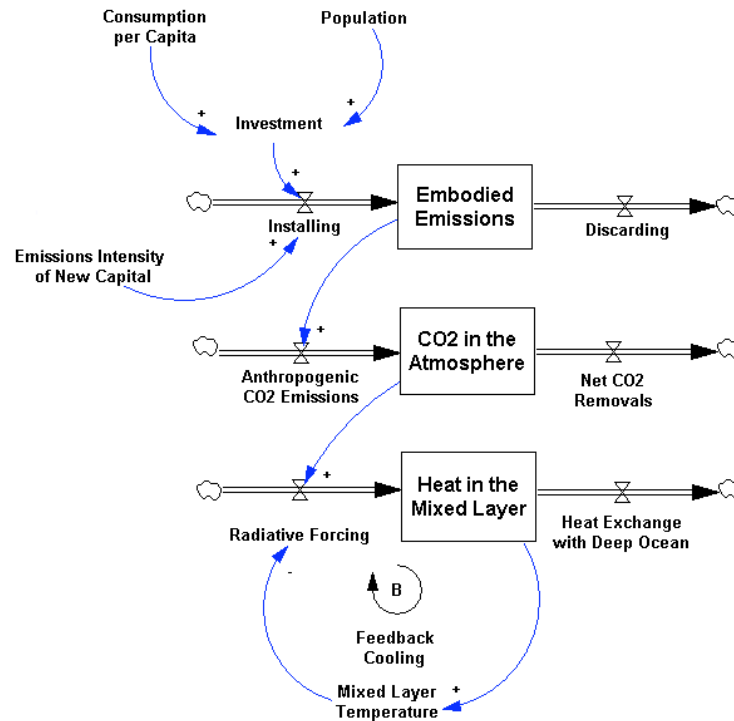 Consumption
per Capita
Population
+
+
Investment
+
Embodied
Emissions
Installing
Discarding
+
Emissions Intensity
of New Capital
+
CO2 in the
Atmosphere
Anthropogenic
CO2 Emissions
Net CO2
Removals
+
Heat in the
Mixed Layer
Radiative Forcing
Heat Exchange
with Deep Ocean
-
B
Feedback
Cooling
+
Mixed Layer
Temperature